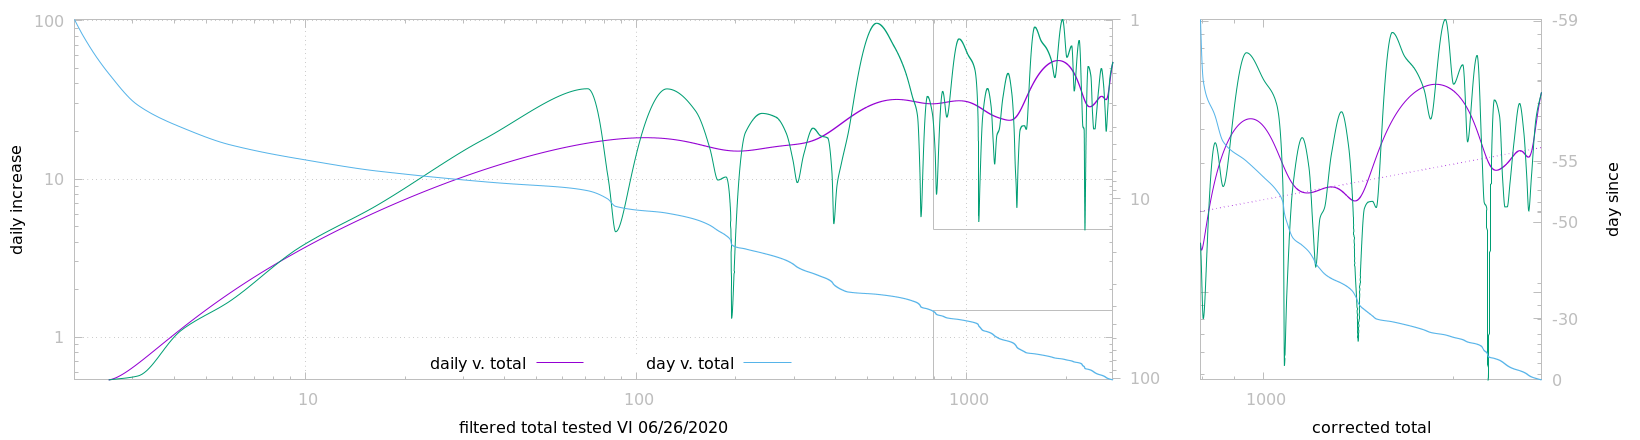 100
10
1
daily increase
daily v. total
day v. total
10
100
1000
filtered total tested VI 06/26/2020
1
10
100
1000
corrected total
-59
-55
-50
-30
0
day since